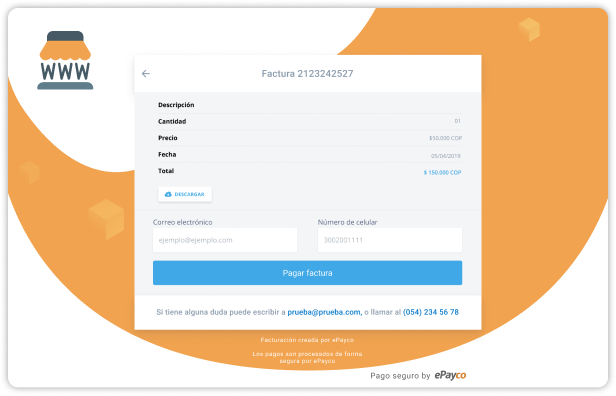 WWW
Factura 2123242527
Descripción
Cantidad 01
Precio $50.000 COP
Fecha 05/04/2019
Total $ 150.000 COP
DESCARGAR
Correo electrónico Número de celular
ejemplo@ejemplo.com 3002001111
Pagar factura
Si tiene alguna duda puede escribir a prueba@prueba.com, o llamar al (054) 234 56 78
Facturación creada por ePayco
Los pagos son procesados de forma
segura por ePayco
Pago seguro by ePayco